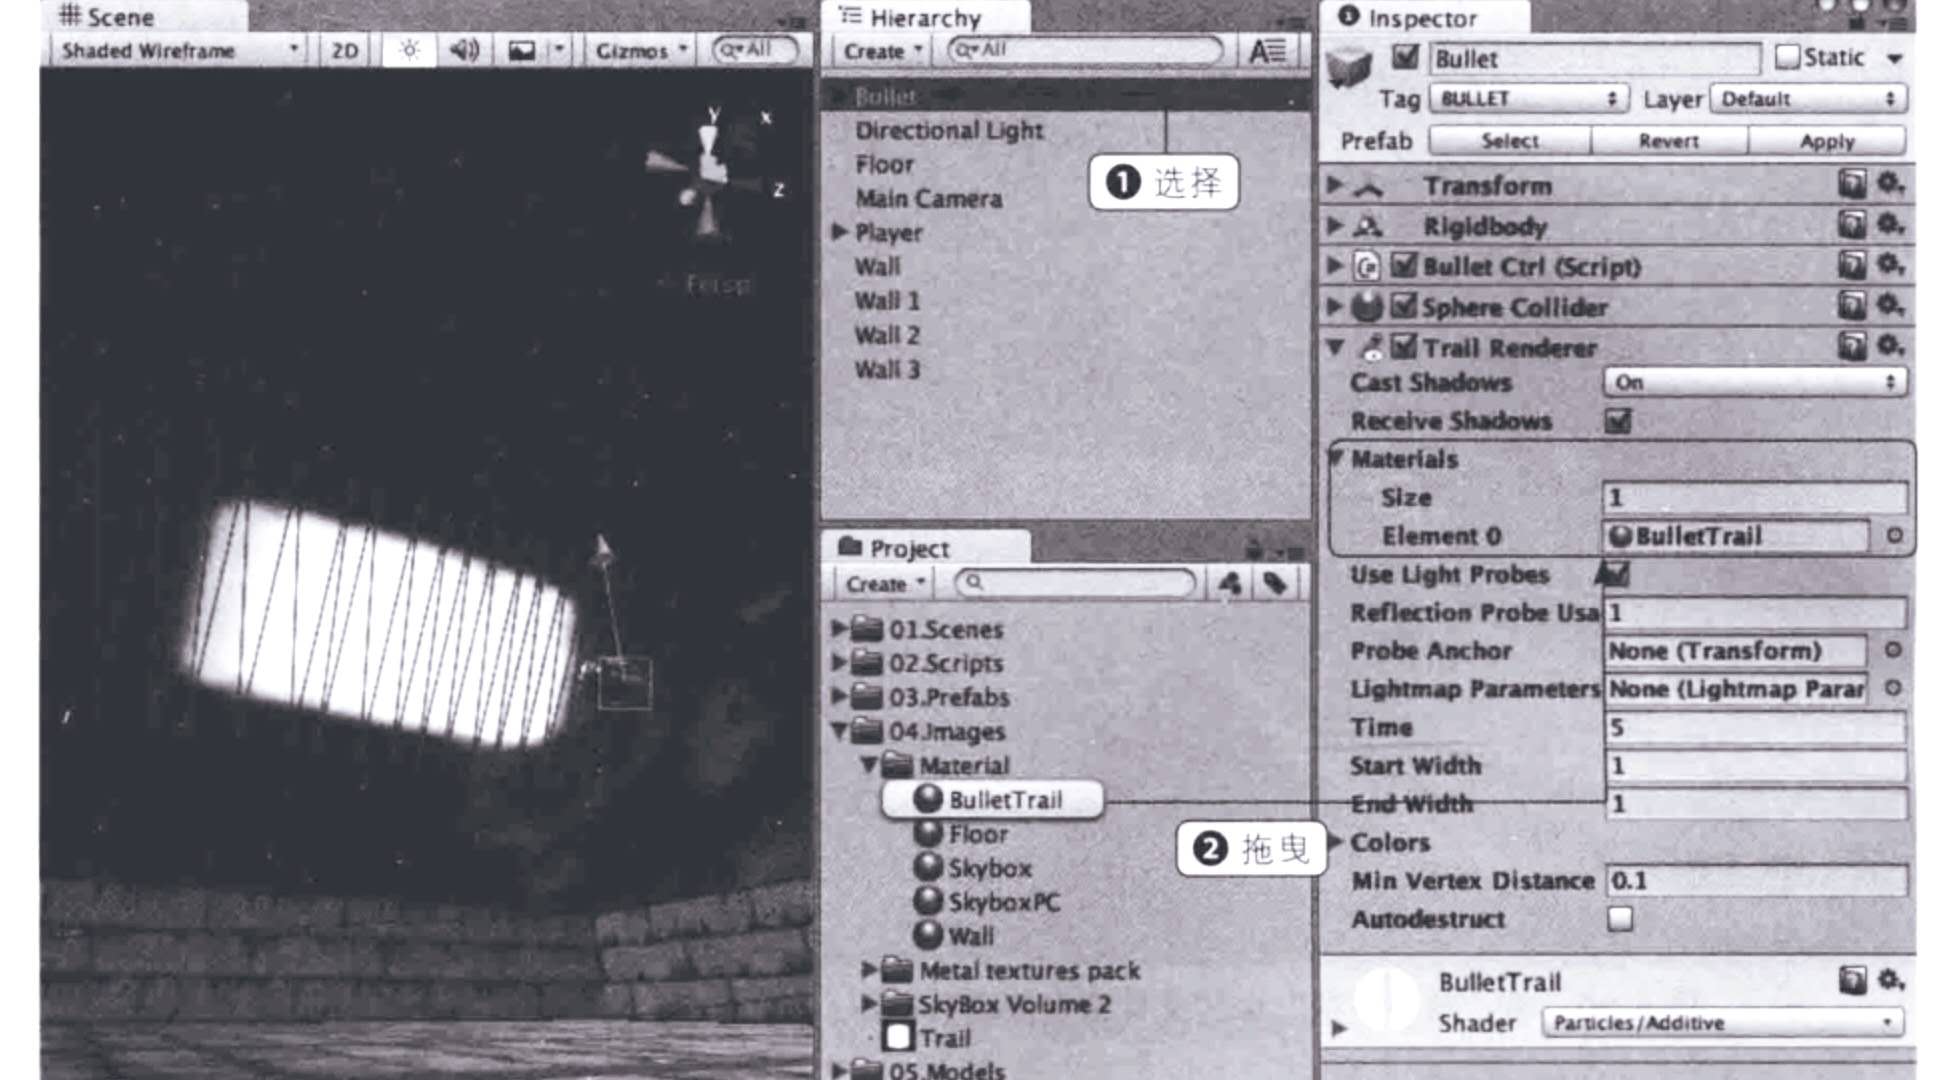 Scene
Shaded Wireframe
2D
Gizmos
All
y
x
z
Persp
Hierarchy
Create
All
Bullet
Directional Light
Floor
Main Camera
Player
Wall
Wall 1
Wall 2
Wall 3
❶ 选择
Project
Create
01.Scenes
02.Scripts
03.Prefabs
04.Images
Material
BulletTrail
Floor
Skybox
SkyboxPC
Wall
Metal textures pack
SkyBox Volume 2
Trail
05.Models
❷ 拖曳
Inspector
Bullet
Static
Tag BULLET Layer Default
Prefab Select Revert Apply
Transform
Rigidbody
Bullet Ctrl (Script)
Sphere Collider
Trail Renderer
Cast Shadows On
Receive Shadows
Materials
Size 1
Element 0 BulletTrail
Use Light Probes
Reflection Probe Usa 1
Probe Anchor None (Transform)
Lightmap Parameters None (Lightmap Parar
Time 5
Start Width 1
End Width 1
Colors
Min Vertex Distance 0.1
Autodestruct
BulletTrail
Shader Particles/Additive